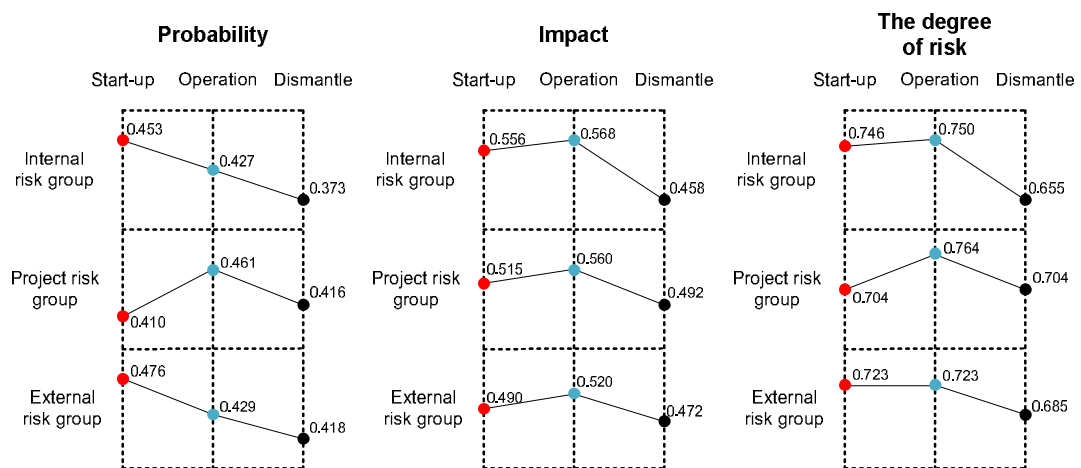 Probability
Impact
The degree
of risk
Start-up Operation Dismantle
Start-up Operation Dismantle
Start-up Operation Dismantle
Internal
risk group
0.453
0.427
0.373
Internal
risk group
0.556
0.568
0.458
Internal
risk group
0.746
0.750
0.655
Project risk
group
0.410
0.461
0.416
Project risk
group
0.515
0.560
0.492
Project risk
group
0.704
0.764
0.704
External
risk group
0.476
0.429
0.418
External
risk group
0.490
0.520
0.472
External
risk group
0.723
0.723
0.685